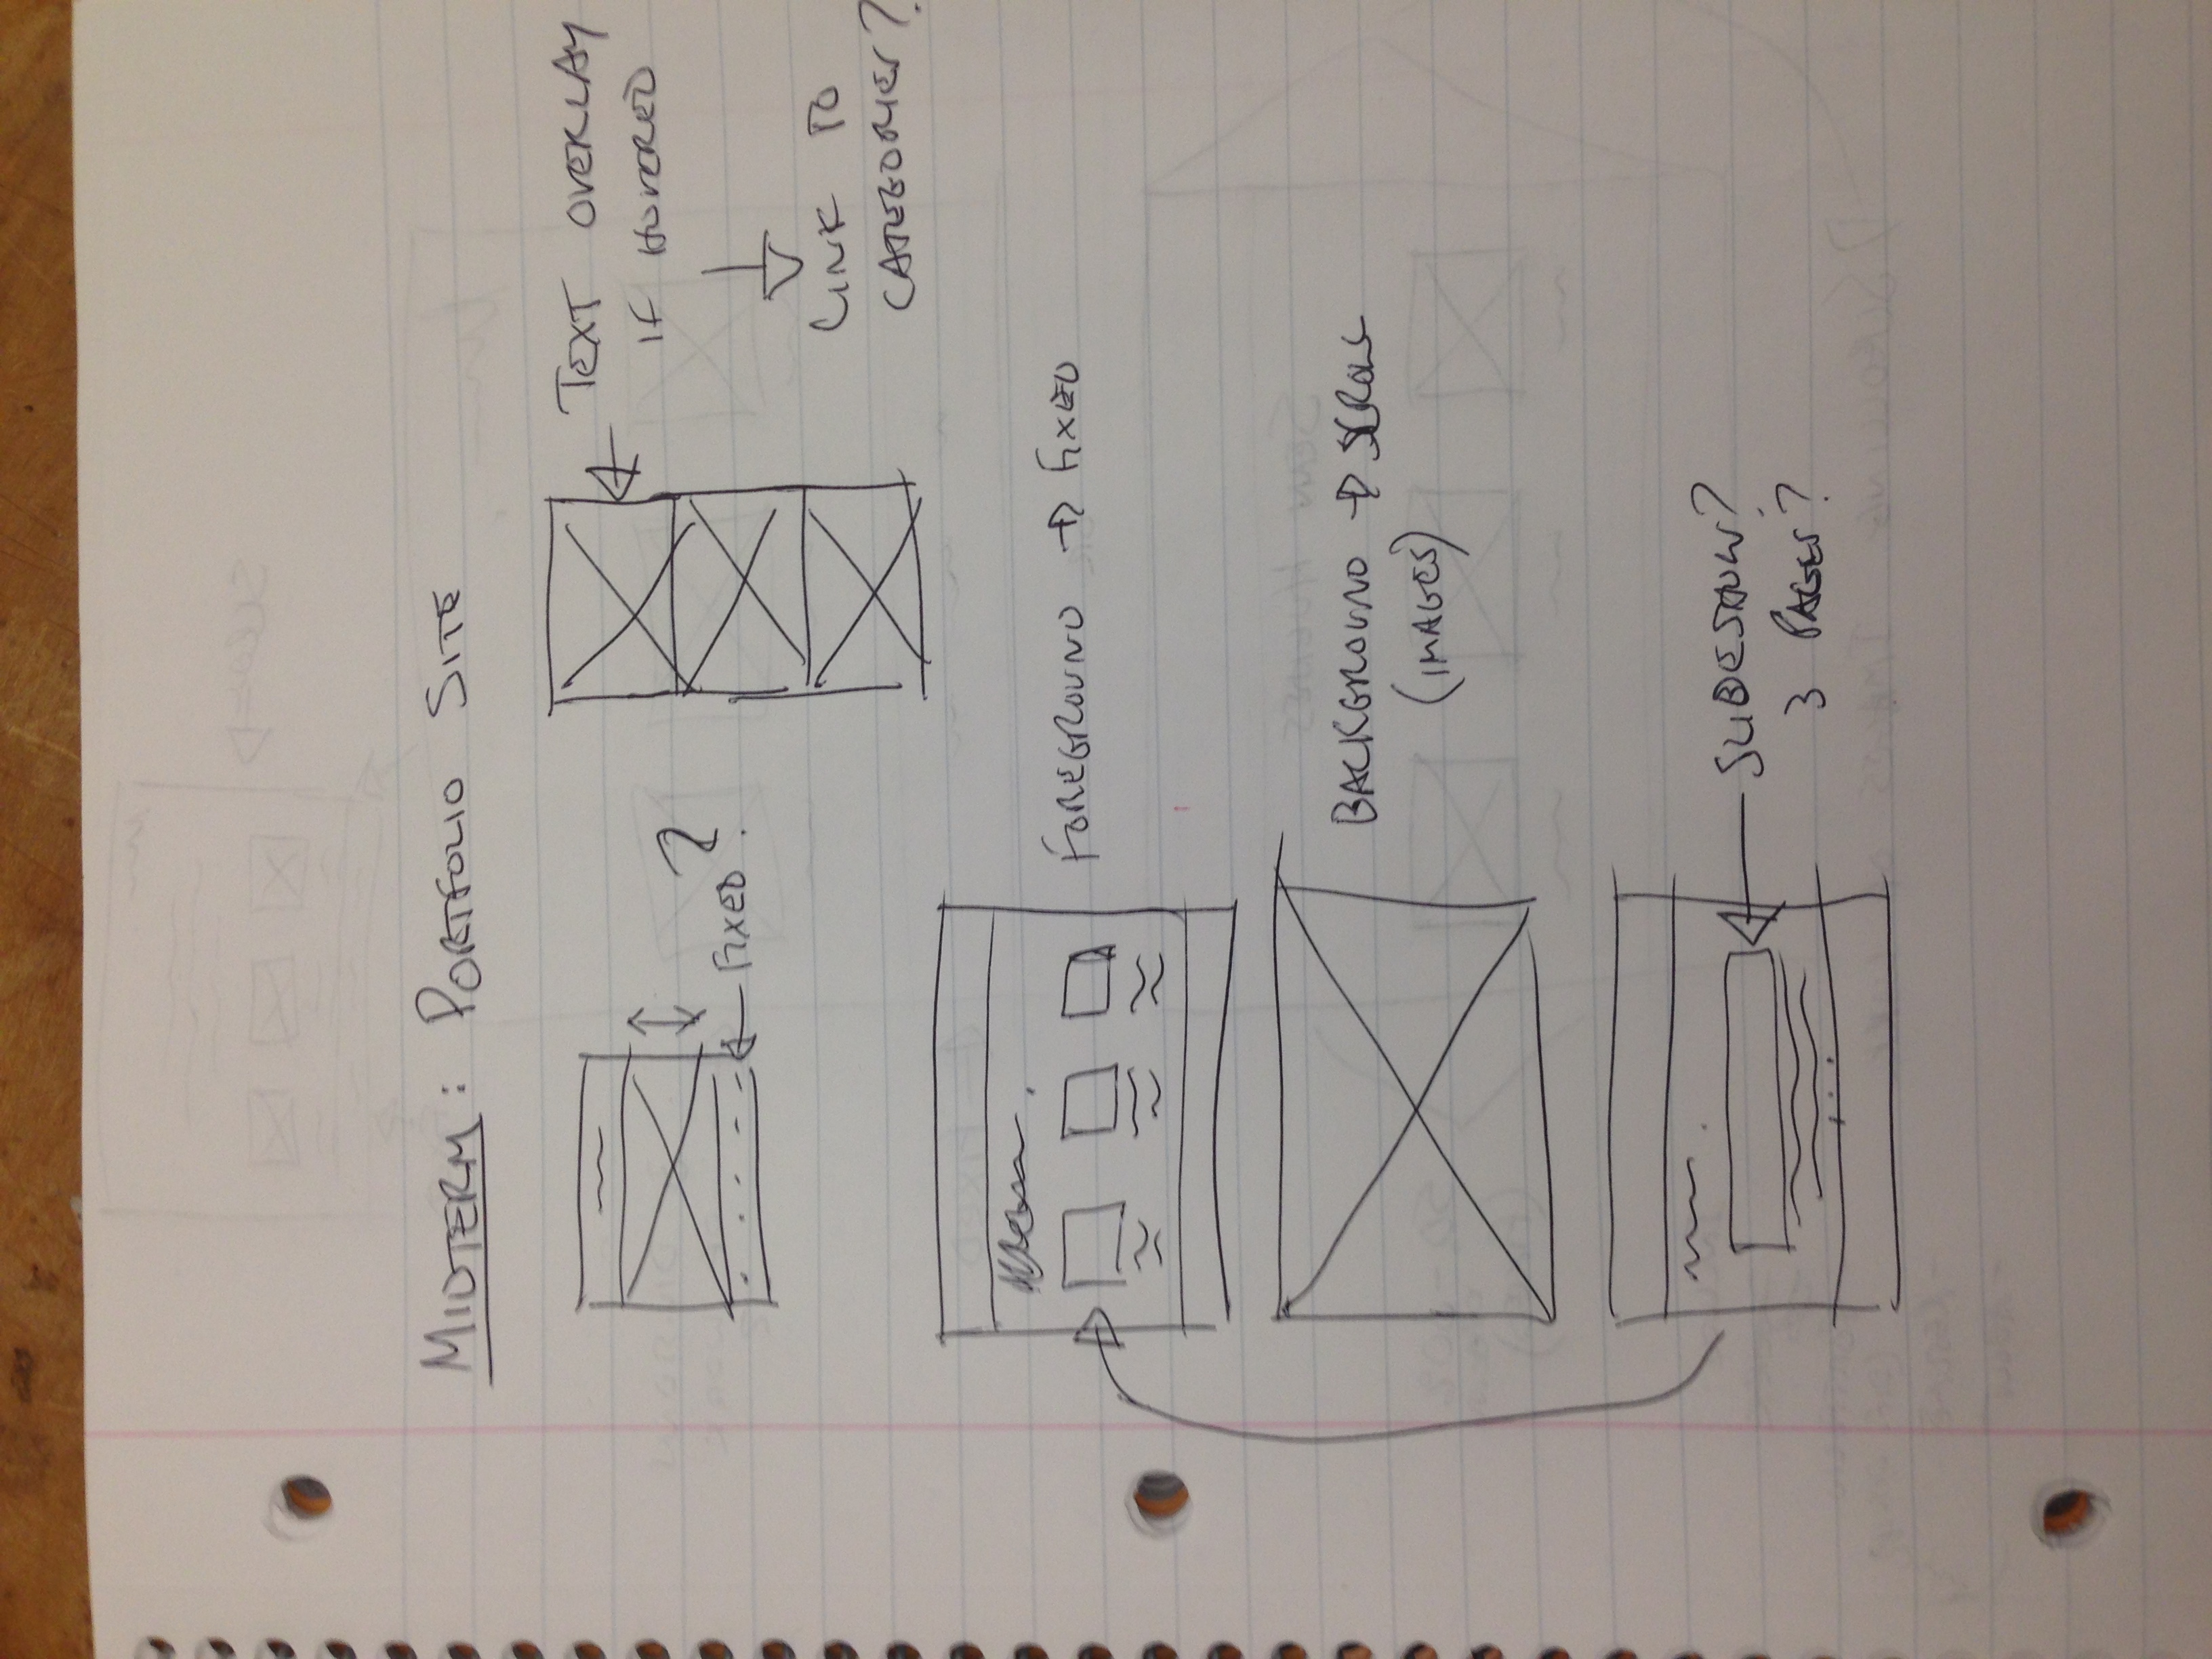 MIDTERM: PORTFOLIO SITE
FIXED?
TEXT OVERLAY
IF HOVERED
LINK TO
CATEGORIES?
FOREGROUND → FIXED
BACKGROUND → SCROLL
(IMAGES)
SLIDESHOW?
3 PAGES?